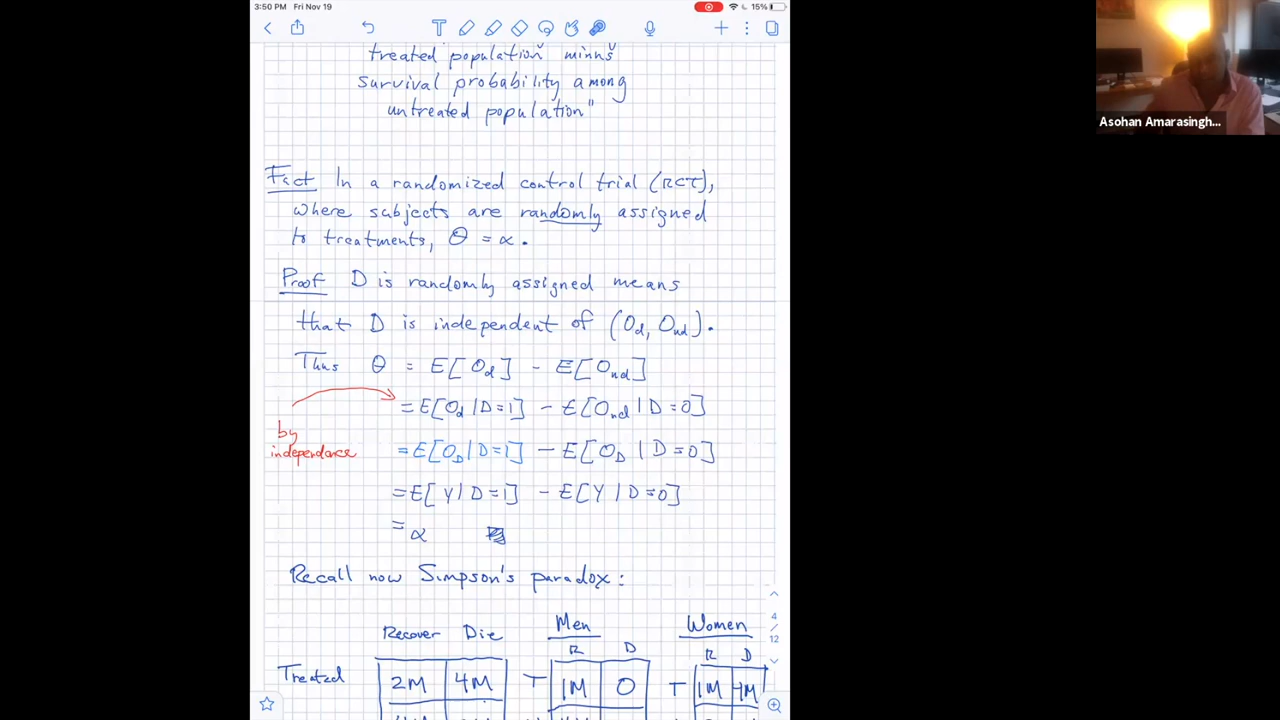 3:50 PM Fri Nov 19
15%
T
treated population" minus
survival probability among
untreated population"
Fact In a randomized control trial (RCT),
where subjects are randomly assigned
to treatments, θ = α.
Proof D is randomly assigned means
that D is independent of (O_d, O_nd).
Thus θ = E[O_d] - E[O_nd]
= E[O_d | D=1] - E[O_nd | D=0]
by
independance
= E[O_D | D=1] - E[O_D | D=0]
= E[Y | D=1] - E[Y | D=0]
= α
Recall now Simpson's paradox:
Recover Die
Men
Women
R D
R D
Treated
2M 4M
T 1M 0
T 1M 4M
4
/
12
Asohan Amarasingh...